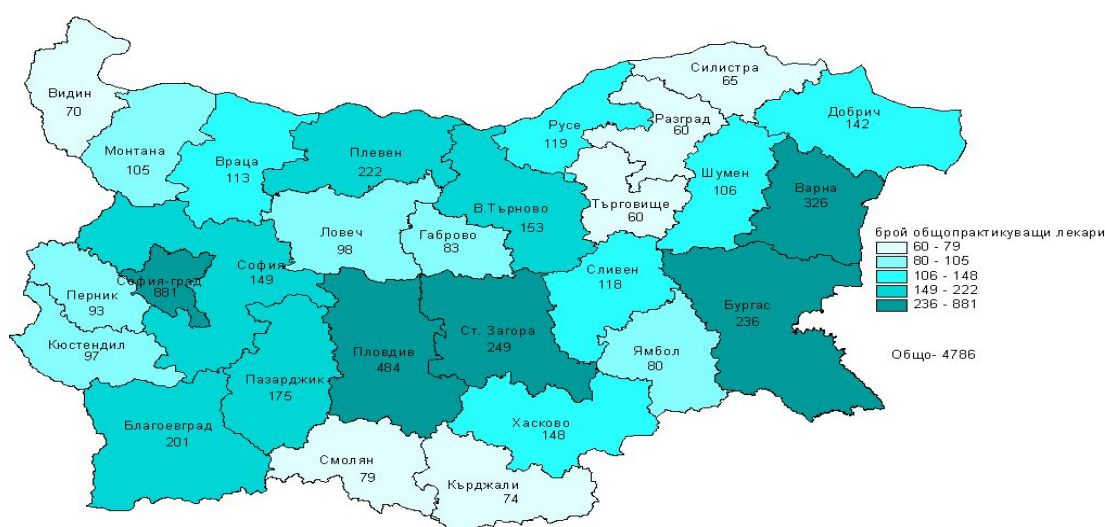 Силистра
65
Видин
70
Добрич
142
Разград
60
Русе
119
Монтана
105
Враца
113
Плевен
222
Шумен
106
Варна
326
Търговище
60
В.Търново
153
Ловеч
98
Габрово
83
София
149
София-град
881
Сливен
118
Перник
93
Бургас
236
Ст. Загора
249
Кюстендил
97
Пловдив
484
Ямбол
80
Пазарджик
175
Благоевград
201
Хасково
148
Смолян
79
Кърджали
74
брой общопрактикуващи лекари
60 - 79
80 - 105
106 - 148
149 - 222
236 - 881
Общо- 4786